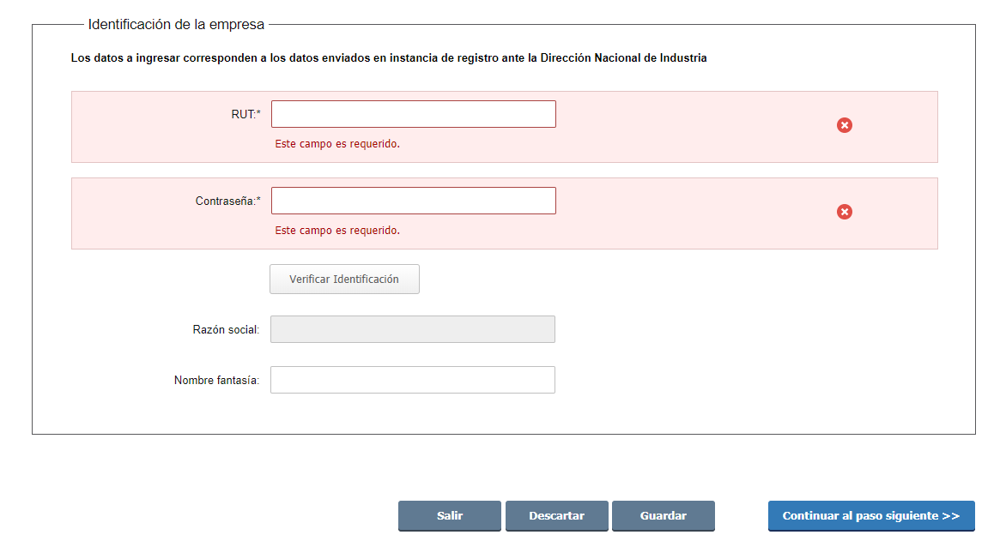 Identificación de la empresa
Los datos a ingresar corresponden a los datos enviados en instancia de registro ante la Dirección Nacional de Industria
RUT:*
Este campo es requerido.
Contraseña:*
Este campo es requerido.
Verificar Identificación
Razón social:
Nombre fantasía:
Salir Descartar Guardar Continuar al paso siguiente >>